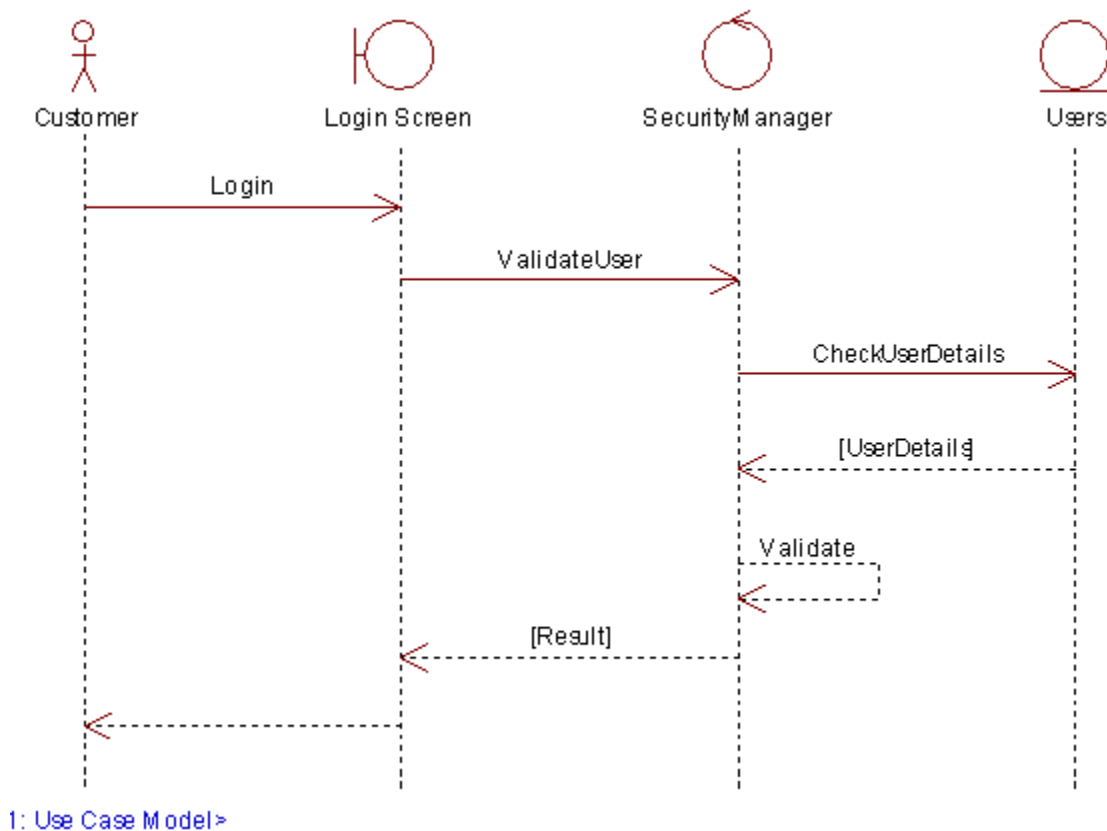 Customer
Login Screen
SecurityManager
Users
Login
ValidateUser
CheckUserDetails
[UserDetails]
Validate
[Result]
1: Use Case Model>